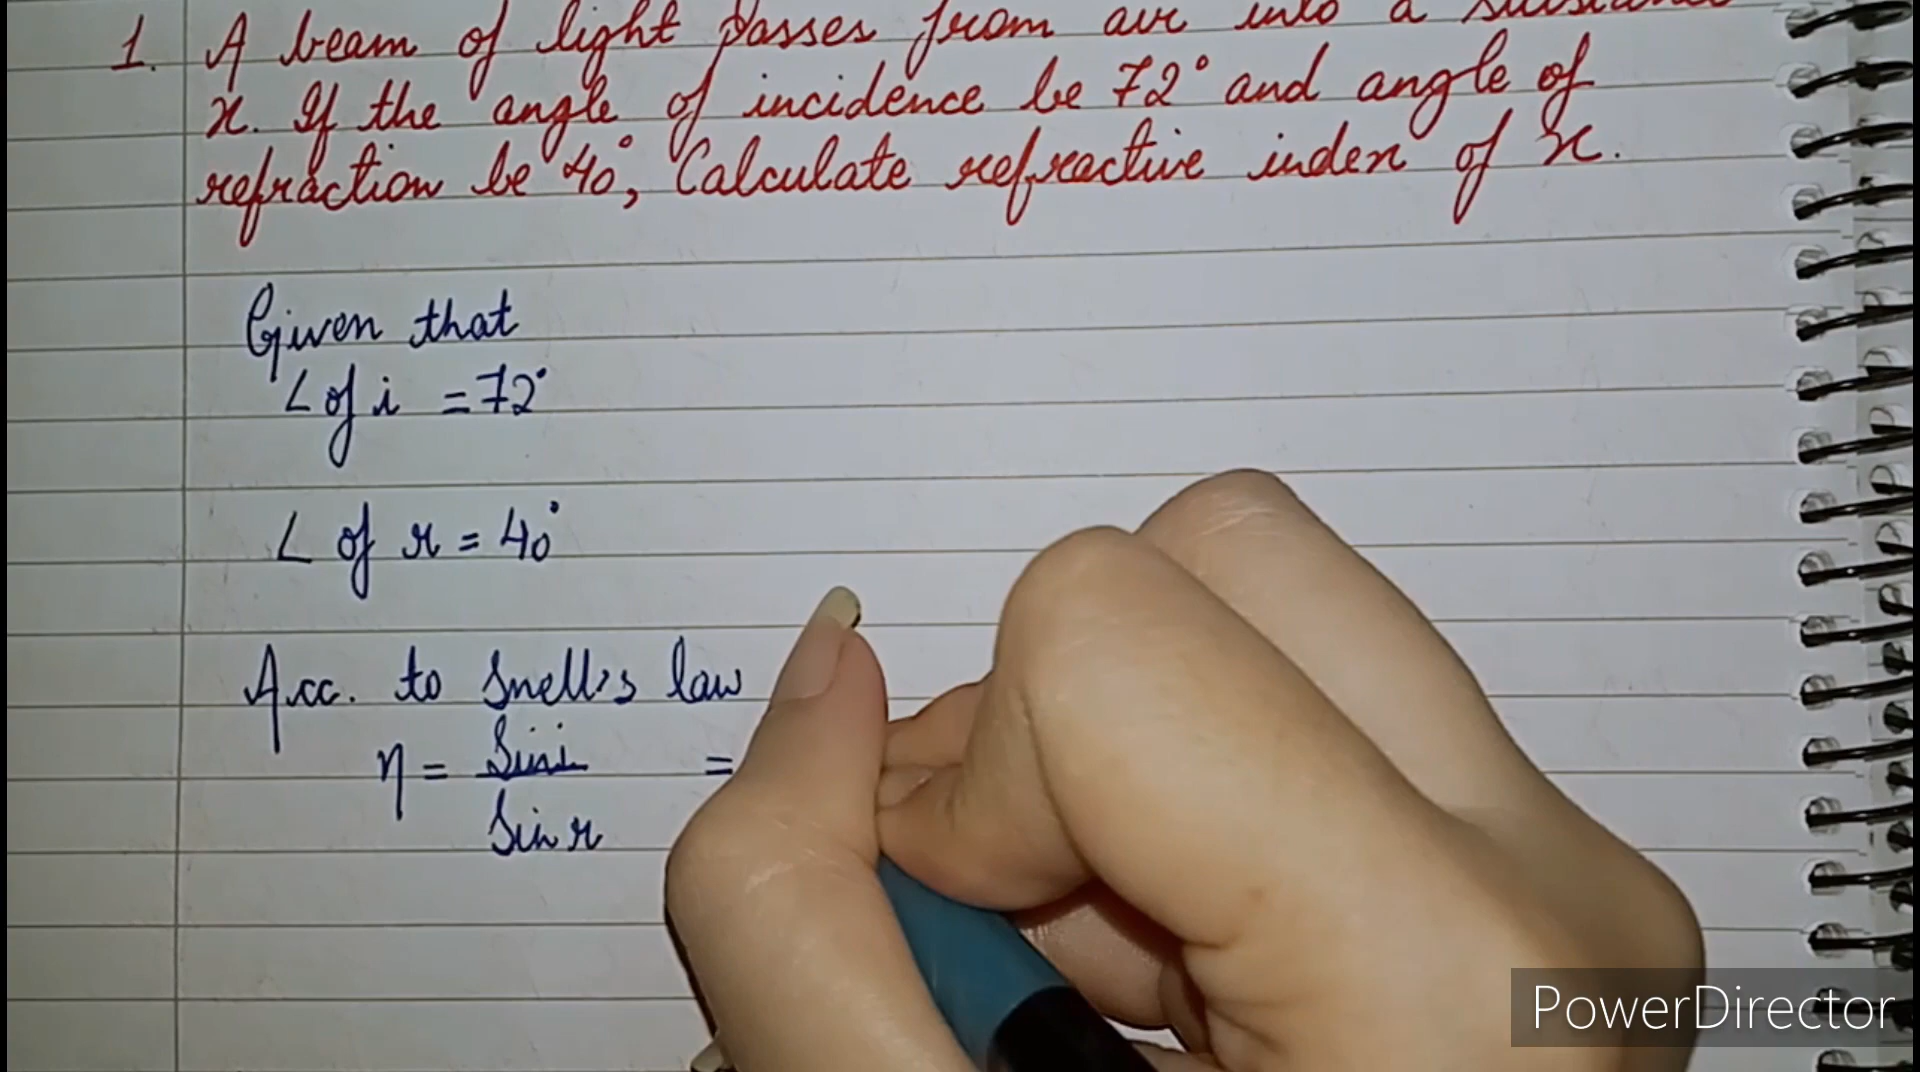 1. A beam of light passes from air into a substance
x. If the angle of incidence be 72° and angle of
refraction be 40°, Calculate refractive index of x.
Given that
∠ of i = 72°
∠ of r = 40°
Acc. to Snell's law
η = Sin i =
Sin r
PowerDirector